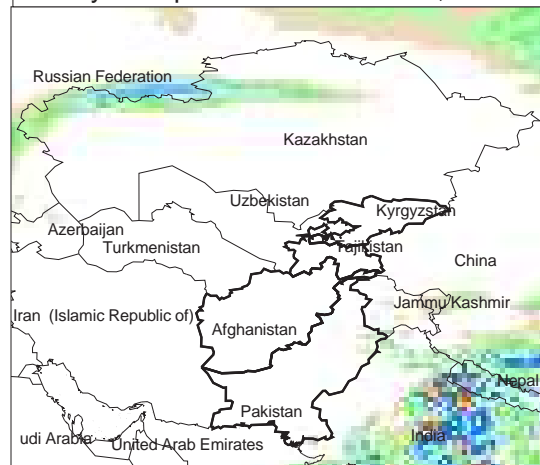 Russian Federation
Kazakhstan
Uzbekistan
Kyrgyzstan
Azerbaijan
Turkmenistan
Tajikistan
China
Jammu/Kashmir
Iran (Islamic Republic of)
Afghanistan
Nepal
Pakistan
udi Arabia
United Arab Emirates
India